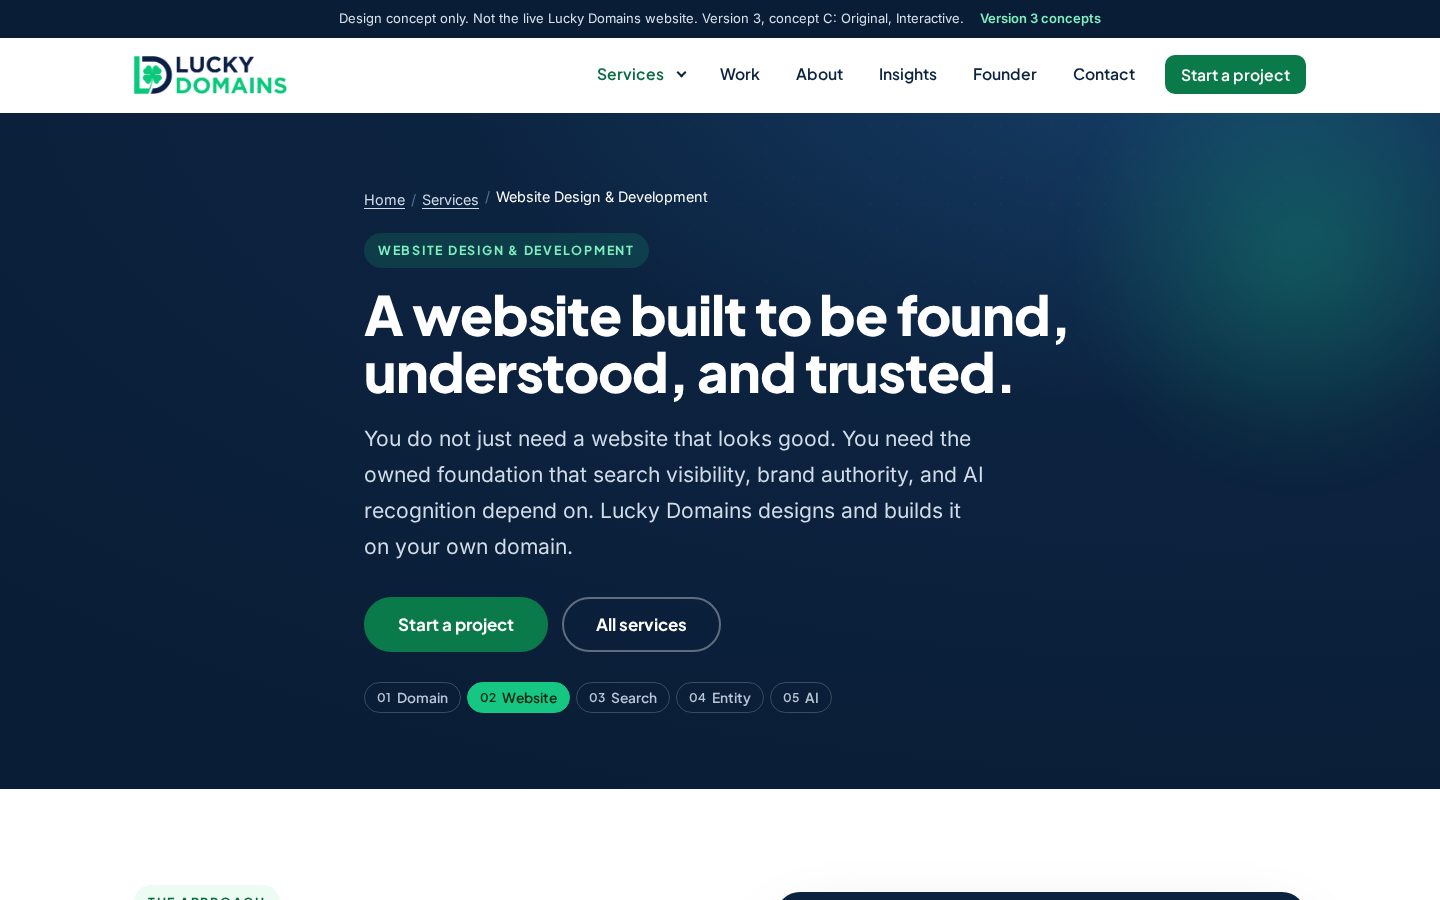 Design concept only. Not the live Lucky Domains website. Version 3, concept C: Original, Interactive. Version 3 concepts
LUCKY
DOMAINS
Services Work About Insights Founder Contact Start a project
Home / Services / Website Design & Development
WEBSITE DESIGN & DEVELOPMENT
A website built to be found,
understood, and trusted.
You do not just need a website that looks good. You need the
owned foundation that search visibility, brand authority, and AI
recognition depend on. Lucky Domains designs and builds it
on your own domain.
Start a project All services
01 Domain 02 Website 03 Search 04 Entity 05 AI
THE APPROACH